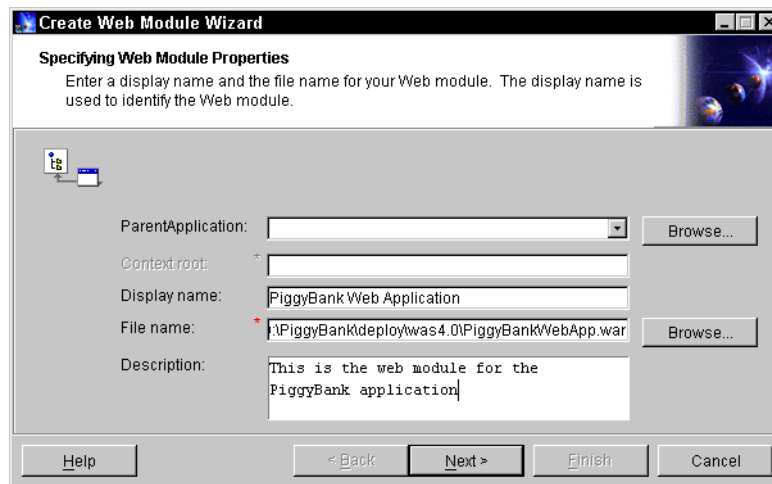 Create Web Module Wizard
Specifying Web Module Properties
Enter a display name and the file name for your Web module. The display name is
used to identify the Web module.
ParentApplication:
Browse...
Context root: *
Display name: PiggyBank Web Application
File name: * :\PiggyBank\deploy\was4.0\PiggyBankWebApp.war
Browse...
Description: This is the web module for the
PiggyBank application
Help < Back Next > Finish Cancel